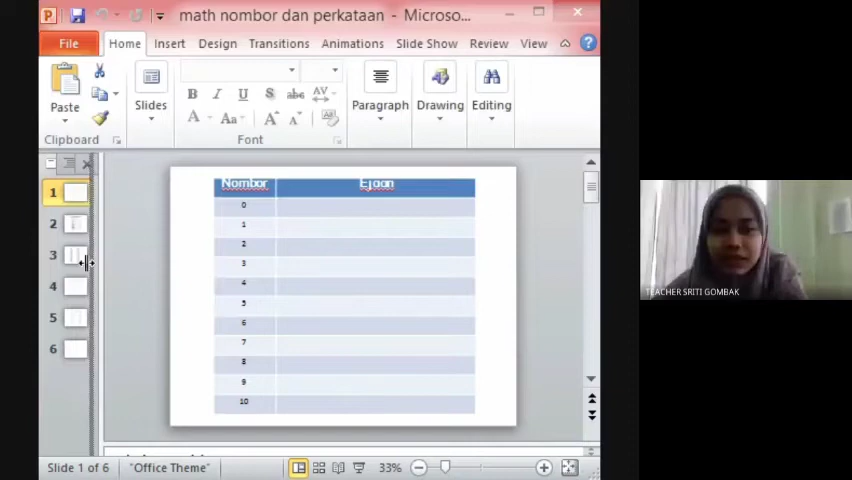 math nombor dan perkataan - Microso...
File Home Insert Design Transitions Animations Slide Show Review View
Paste
Slides
B I U S abc AV
A Aa A A
Paragraph
Drawing
Editing
Clipboard
Font
1
2
3
4
5
6
Nombor Ejaan
0
1
2
3
4
5
6
7
8
9
10
TEACHER SRITI GOMBAK
Slide 1 of 6 "Office Theme" 33%